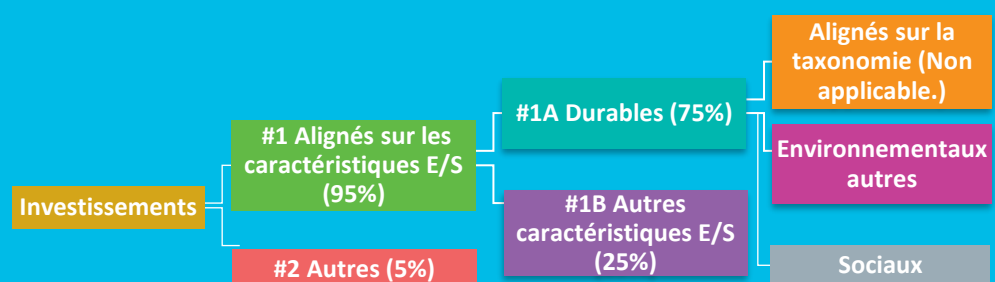 Investissements
#1 Alignés sur les
caractéristiques E/S
(95%)
#2 Autres (5%)
#1A Durables (75%)
#1B Autres
caractéristiques E/S
(25%)
Alignés sur la
taxonomie (Non
applicable.)
Environnementaux
autres
Sociaux